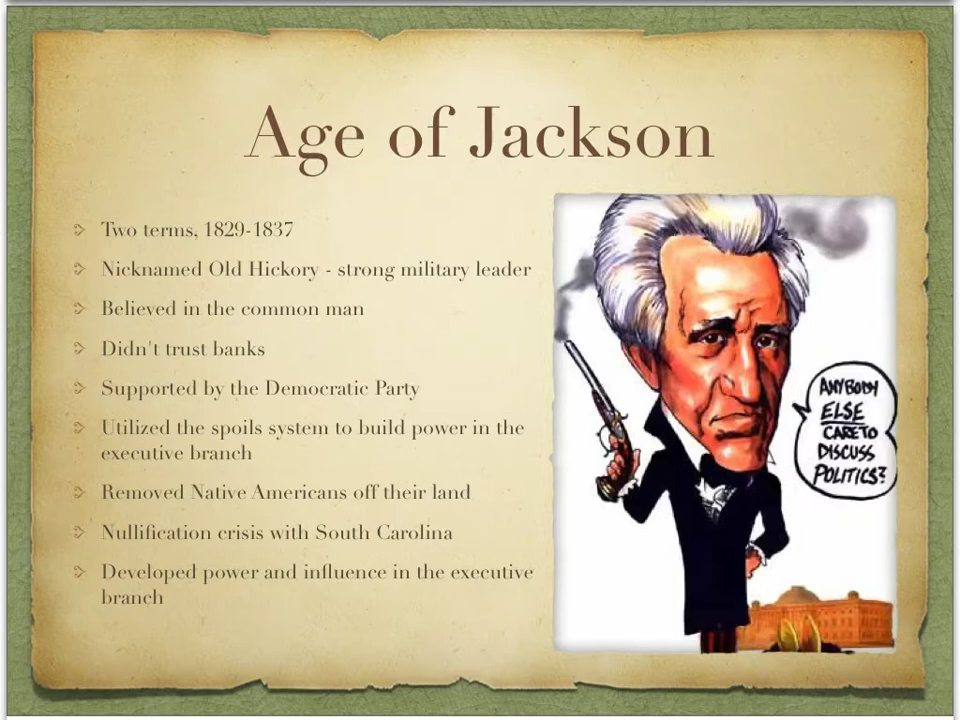 Age of Jackson
Two terms, 1829-1837
Nicknamed Old Hickory - strong military leader
Believed in the common man
Didn't trust banks
Supported by the Democratic Party
Utilized the spoils system to build power in the
executive branch
Removed Native Americans off their land
Nullification crisis with South Carolina
Developed power and influence in the executive
branch
ANYBODY
ELSE
CARE TO
DISCUSS
POLITICS?